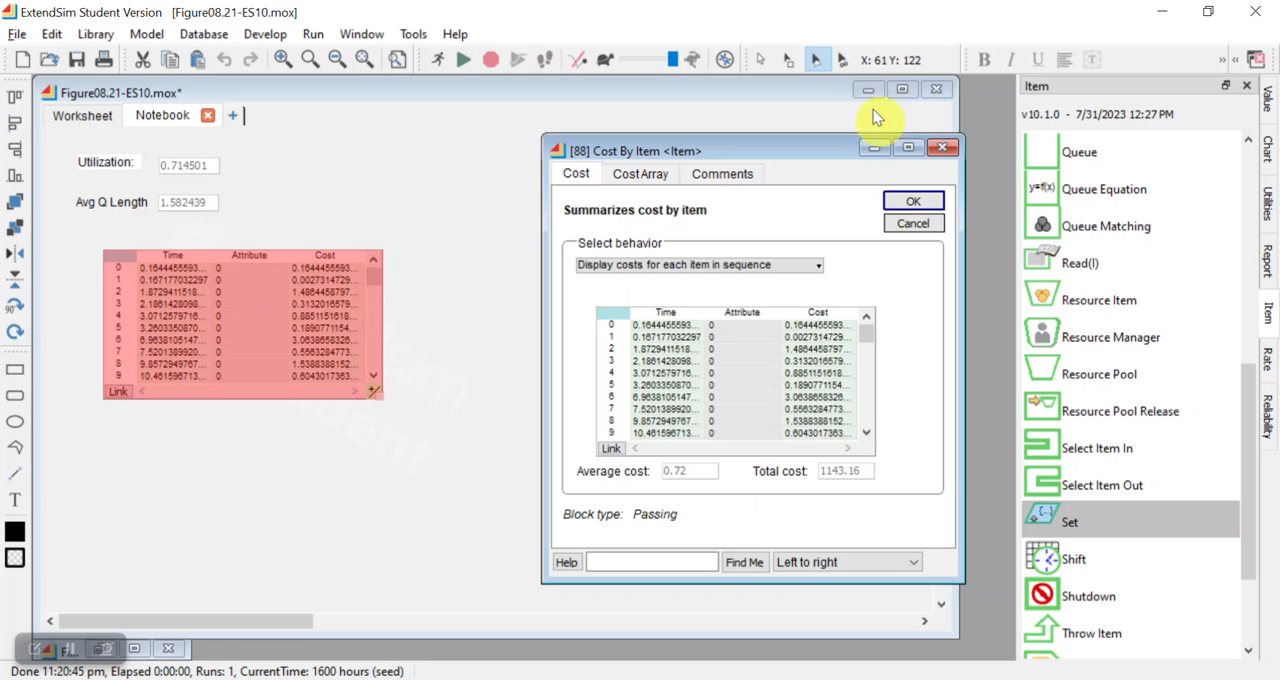 ExtendSim Student Version [Figure08.21-ES10.mox]
File Edit Library Model Database Develop Run Window Tools Help
X: 61 Y: 122
B I U T
Figure08.21-ES10.mox*
Worksheet Notebook
Utilization: 0.714501
Avg Q Length 1.582439
Time Attribute Cost
0 0.1644455593... 0 0.1644455593...
1 0.167177032297 0 0.0027314729...
2 1.8729411518... 0 1.4864458797...
3 2.1861428098... 0 0.3132016579...
4 3.0712579716... 0 0.8851151618...
5 3.2603350870... 0 0.1890771154...
6 6.9638105147... 0 3.0638658326...
7 7.5201389920... 0 0.5563284773...
8 9.8572949767... 0 1.5388388152...
9 10.461596713... 0 0.6043017363...
Link
[88] Cost By Item <Item>
Cost Cost Array Comments
Summarizes cost by item
OK
Cancel
Select behavior
Display costs for each item in sequence
Time Attribute Cost
0 0.1644455593... 0 0.1644455593...
1 0.167177032297 0 0.0027314729...
2 1.8729411518... 0 1.4864458797...
3 2.1861428098... 0 0.3132016579...
4 3.0712579716... 0 0.8851151618...
5 3.2603350870... 0 0.1890771154...
6 6.9638105147... 0 3.0638658326...
7 7.5201389920... 0 0.5563284773...
8 9.8572949767... 0 1.5388388152...
9 10.461596713... 0 0.6043017363...
Link
Average cost: 0.72 Total cost: 1143.16
Block type: Passing
Help Find Me Left to right
Item
v10.1.0 - 7/31/2023 12:27PM
Queue
y=f(x) Queue Equation
Queue Matching
Read(I)
Resource Item
Resource Manager
Resource Pool
Resource Pool Release
Select Item In
Select Item Out
Set
Shift
Shutdown
Throw Item
Value
Chart
Utilities
Report
Item
Rate
Reliability
90°
T
F...
Done 11:20:45 pm, Elapsed 0:00:00, Runs: 1, CurrentTime: 1600 hours (seed)